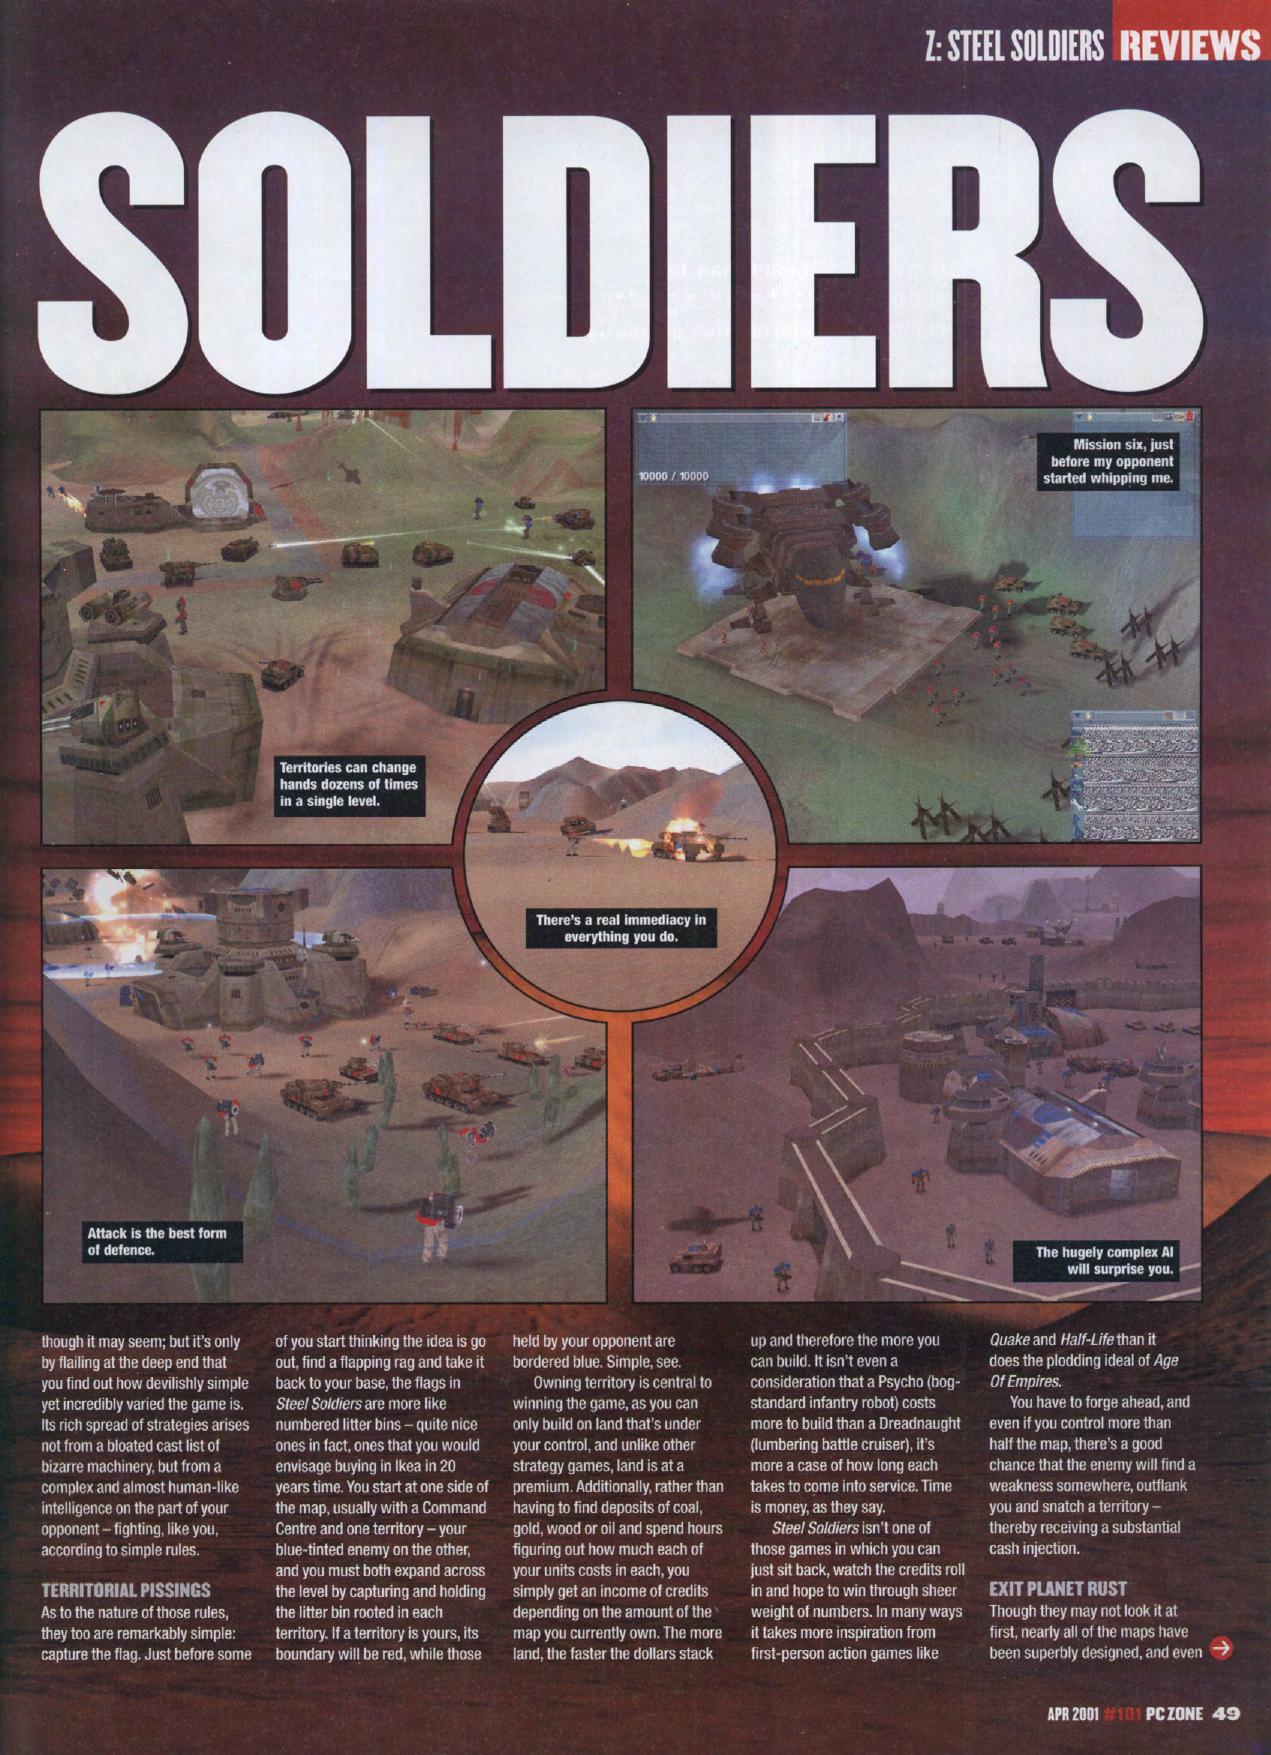 Z: STEEL SOLDIERS REVIEWS
SOLDIERS
10000 / 10000
Mission six, just
before my opponent
started whipping me.
Territories can change
hands dozens of times
in a single level.
There's a real immediacy in
everything you do.
Attack is the best form
of defence.
The hugely complex AI
will surprise you.
though it may seem; but it's only
by flailing at the deep end that
you find out how devilishly simple
yet incredibly varied the game is.
Its rich spread of strategies arises
not from a bloated cast list of
bizarre machinery, but from a
complex and almost human-like
intelligence on the part of your
opponent – fighting, like you,
according to simple rules.
TERRITORIAL PISSINGS
As to the nature of those rules,
they too are remarkably simple:
capture the flag. Just before some
of you start thinking the idea is go
out, find a flapping rag and take it
back to your base, the flags in
Steel Soldiers are more like
numbered litter bins – quite nice
ones in fact, ones that you would
envisage buying in Ikea in 20
years time. You start at one side of
the map, usually with a Command
Centre and one territory – your
blue-tinted enemy on the other,
and you must both expand across
the level by capturing and holding
the litter bin rooted in each
territory. If a territory is yours, its
boundary will be red, while those
held by your opponent are
bordered blue. Simple, see.
Owning territory is central to
winning the game, as you can
only build on land that's under
your control, and unlike other
strategy games, land is at a
premium. Additionally, rather than
having to find deposits of coal,
gold, wood or oil and spend hours
figuring out how much each of
your units costs in each, you
simply get an income of credits
depending on the amount of the
map you currently own. The more
land, the faster the dollars stack
up and therefore the more you
can build. It isn't even a
consideration that a Psycho (bog-
standard infantry robot) costs
more to build than a Dreadnaught
(lumbering battle cruiser), it's
more a case of how long each
takes to come into service. Time
is money, as they say.
Steel Soldiers isn't one of
those games in which you can
just sit back, watch the credits roll
in and hope to win through sheer
weight of numbers. In many ways
it takes more inspiration from
first-person action games like
Quake and Half-Life than it
does the plodding ideal of Age
Of Empires.
You have to forge ahead, and
even if you control more than
half the map, there's a good
chance that the enemy will find a
weakness somewhere, outflank
you and snatch a territory –
thereby receiving a substantial
cash injection.
EXIT PLANET RUST
Though they may not look it at
first, nearly all of the maps have
been superbly designed, and even
APR 2001 #101 PC ZONE 49